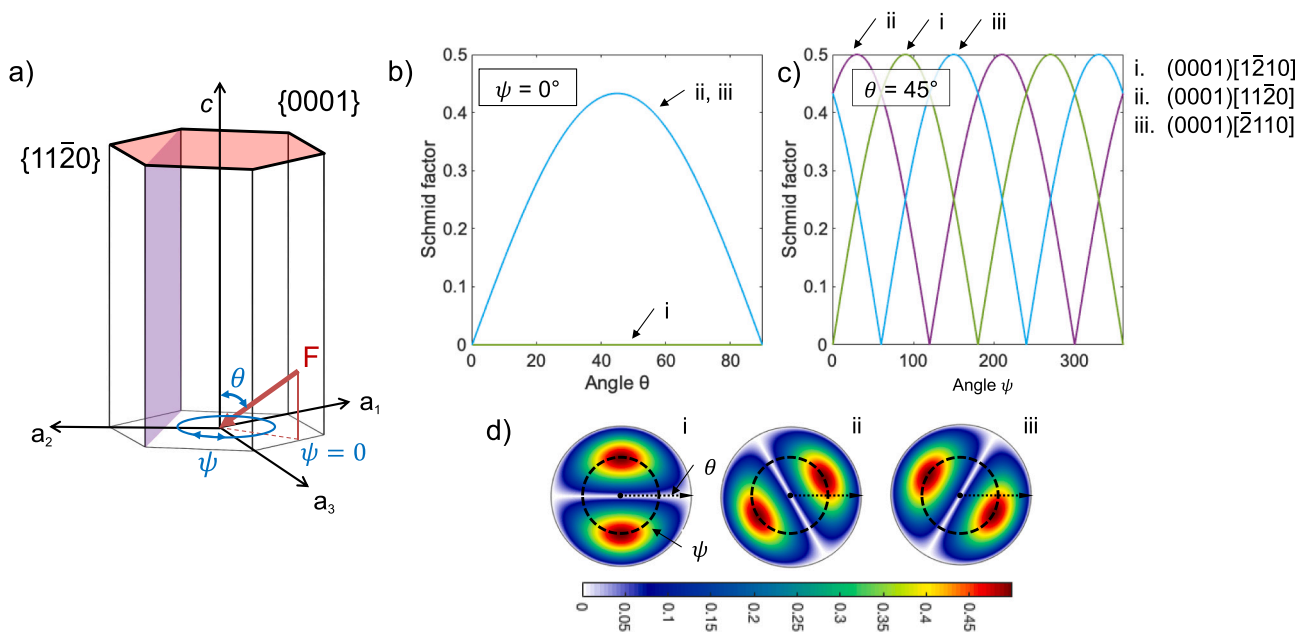 a)
c
{0001}
{112̅0}
F
θ
a₁
a₂
ψ
ψ = 0
a₃
b)
ψ = 0°
ii, iii
i
Schmid factor
0.5
0.4
0.3
0.2
0.1
0
0 20 40 60 80
Angle θ
c)
ii i iii
θ = 45°
Schmid factor
0.5
0.4
0.3
0.2
0.1
0
0 100 200 300
Angle ψ
i. (0001)[12̅10]
ii. (0001)[112̅0]
iii. (0001)[2̅110]
d)
i ii iii
θ
ψ
0 0.05 0.1 0.15 0.2 0.25 0.3 0.35 0.4 0.45